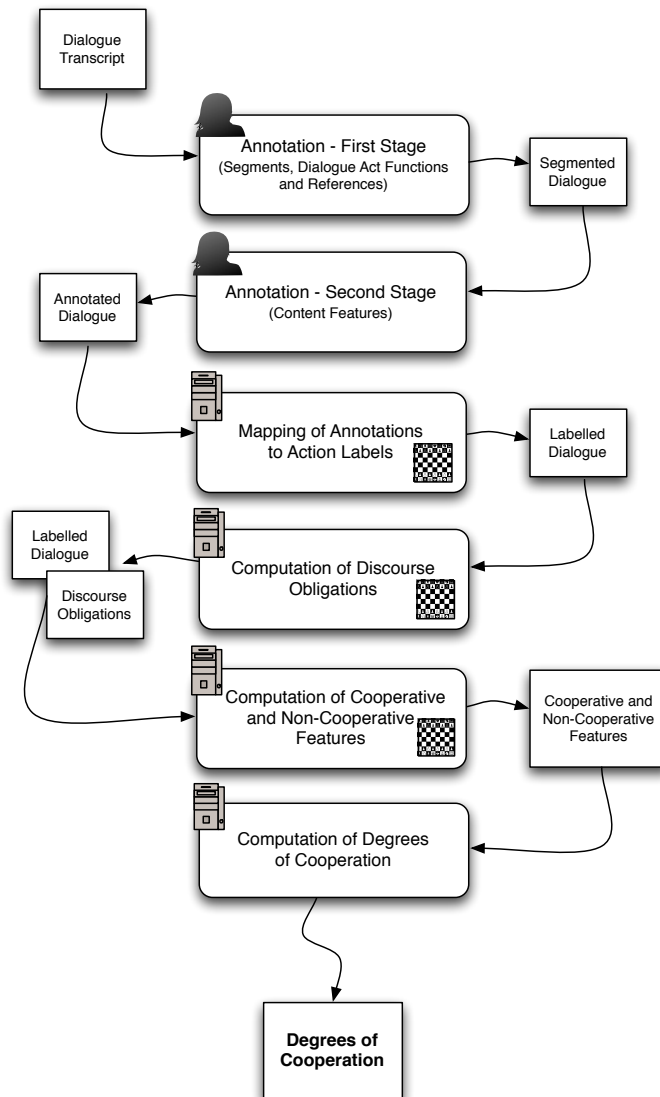 Dialogue
Transcript
Annotation - First Stage
(Segments, Dialogue Act Functions
and References)
Segmented
Dialogue
Annotation - Second Stage
(Content Features)
Annotated
Dialogue
Mapping of Annotations
to Action Labels
Labelled
Dialogue
Computation of Discourse
Obligations
Labelled
Dialogue
Discourse
Obligations
Computation of Cooperative
and Non-Cooperative
Features
Cooperative and
Non-Cooperative
Features
Computation of Degrees
of Cooperation
Degrees of
Cooperation